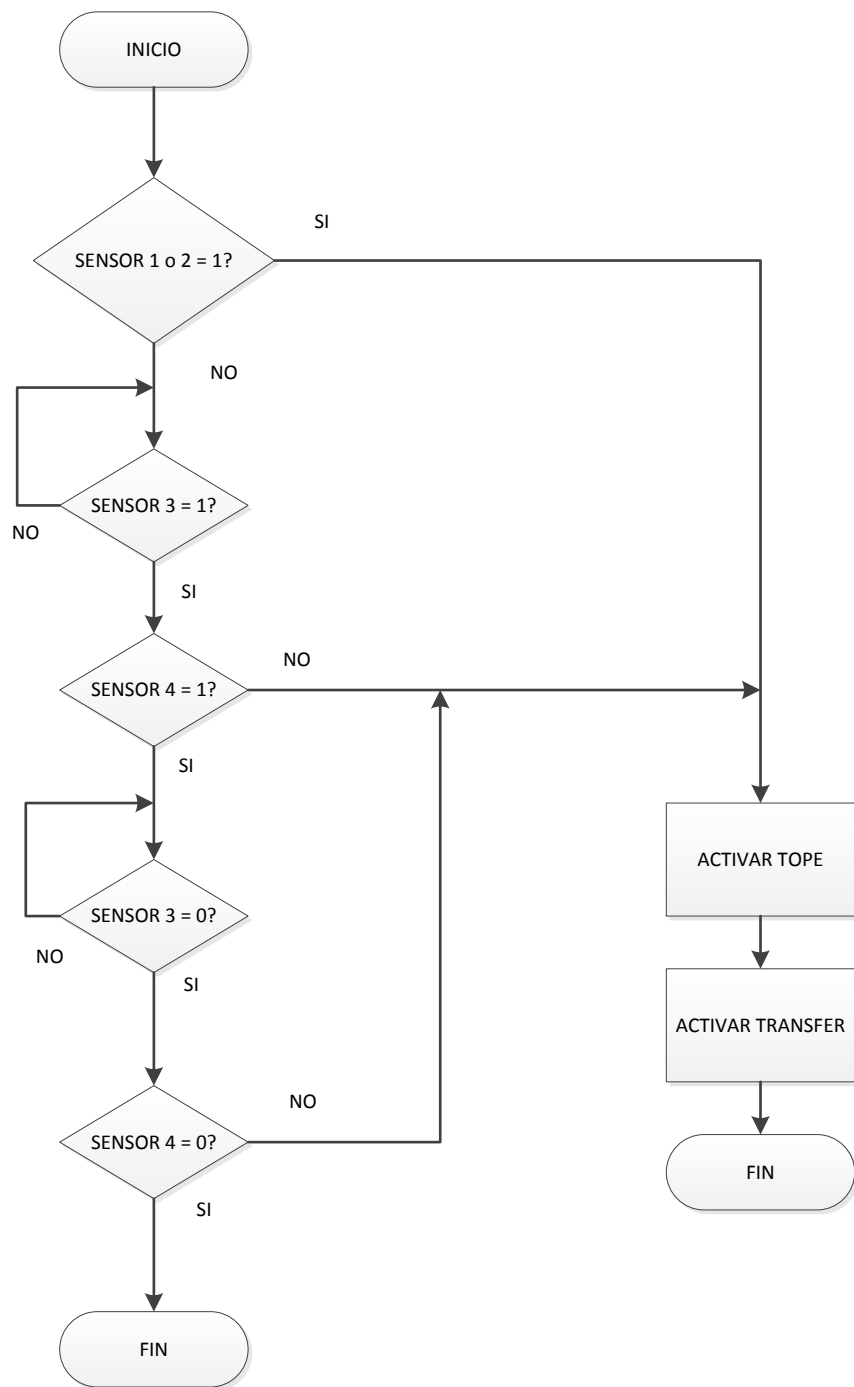 INICIO
SI
SENSOR 1 o 2 = 1?
NO
SENSOR 3 = 1?
NO
SI
NO
SENSOR 4 = 1?
SI
ACTIVAR TOPE
SENSOR 3 = 0?
NO
SI
ACTIVAR TRANSFER
NO
SENSOR 4 = 0?
FIN
SI
FIN